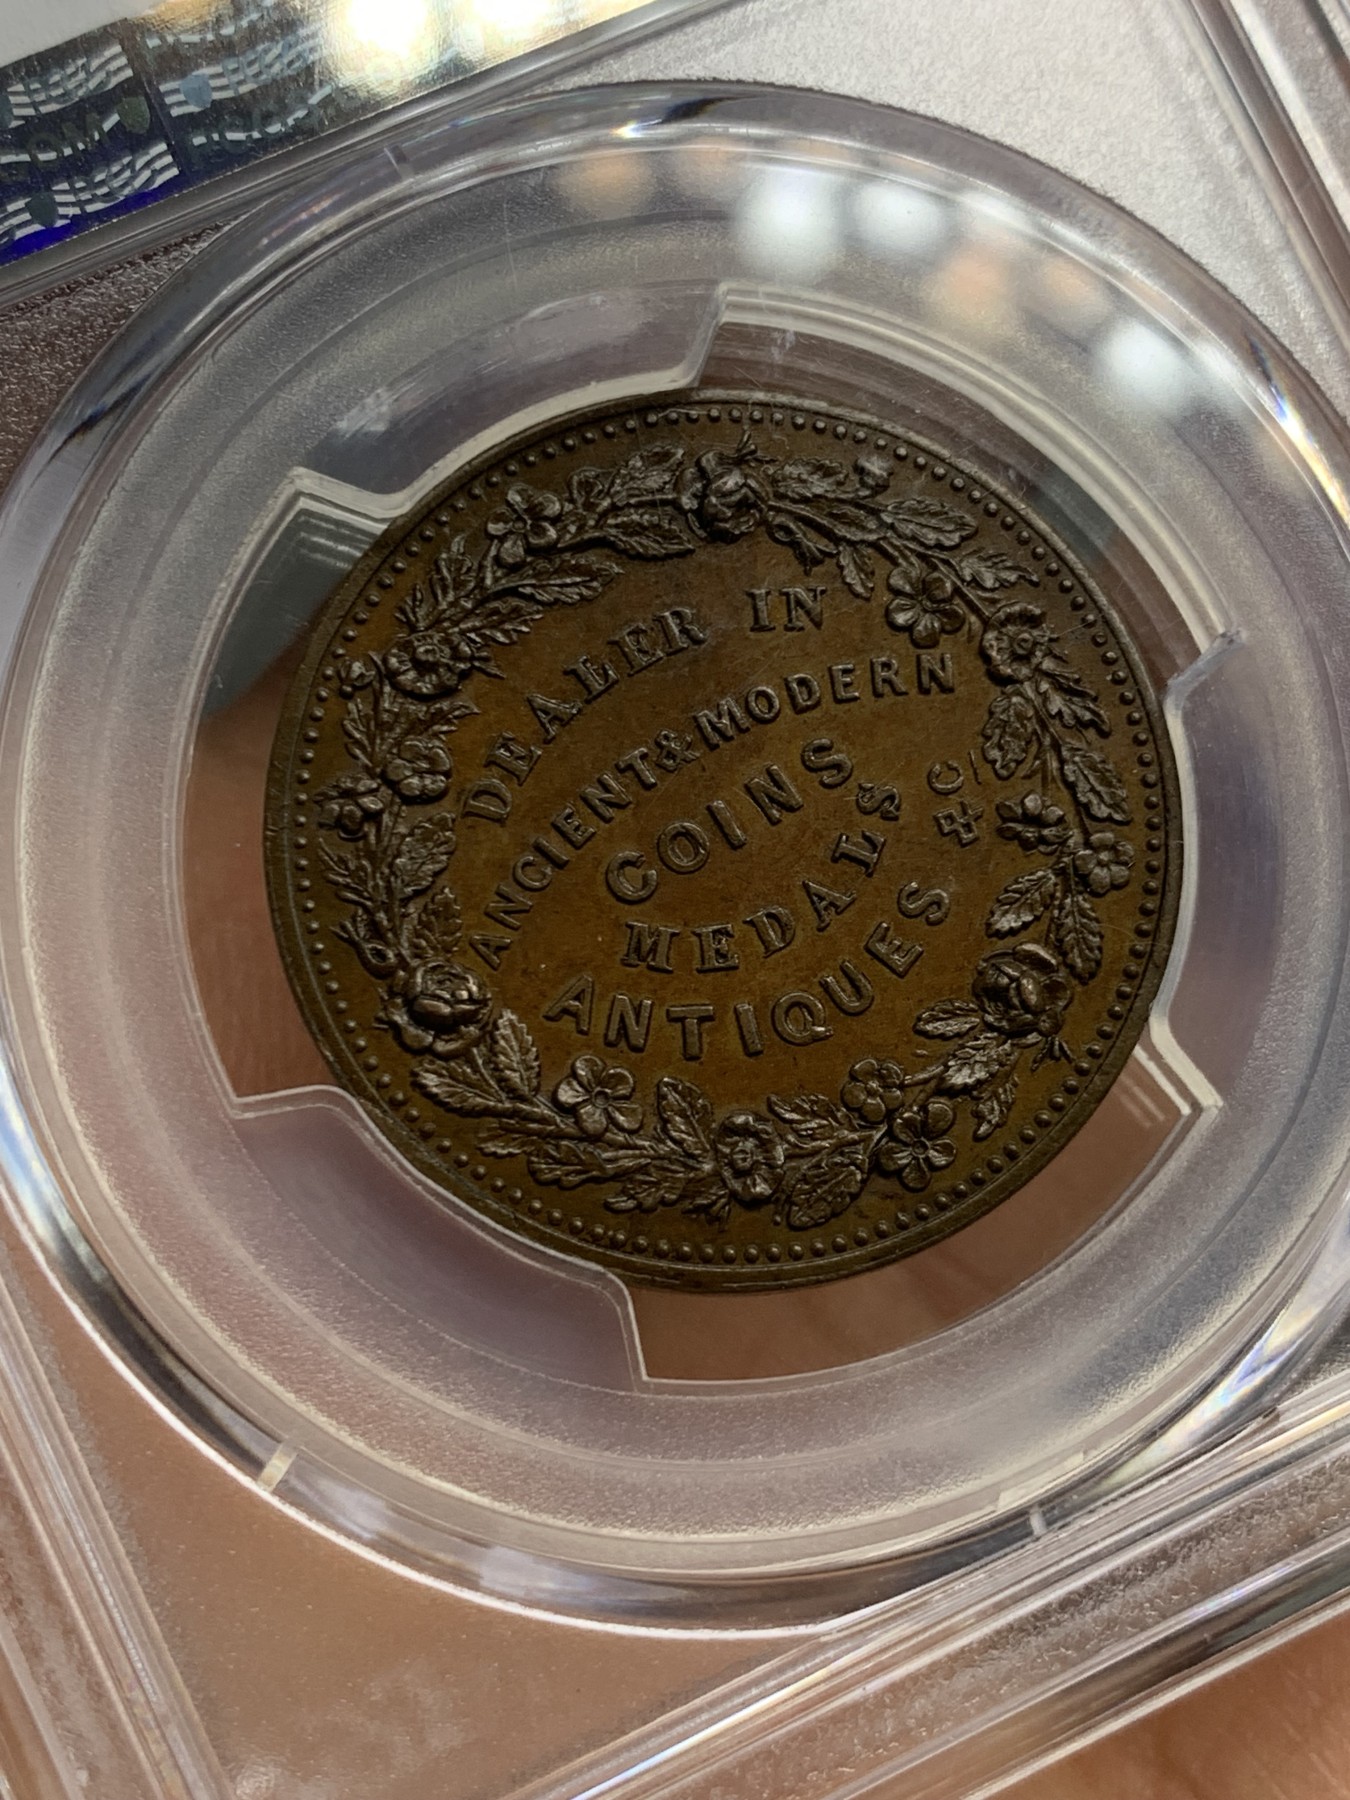 DEALER IN
ANCIENT & MODERN
COINS
MEDALS
ANTIQUES &C